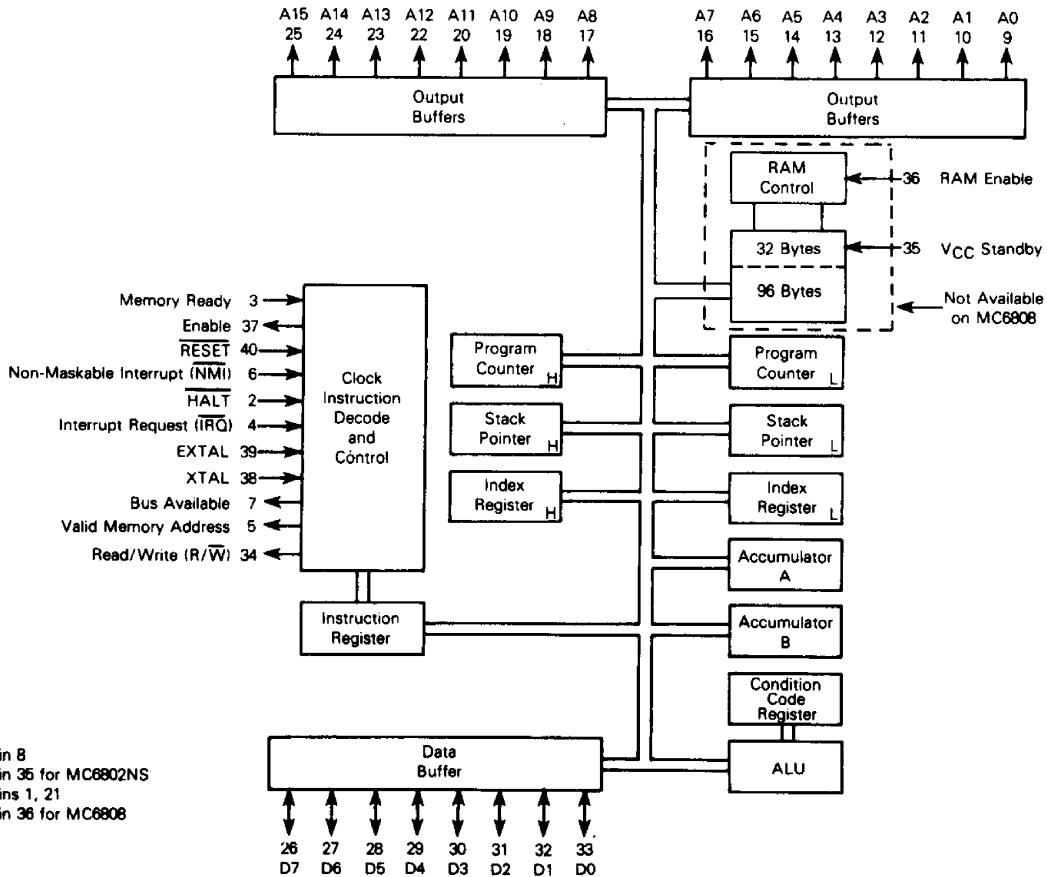 A15 A14 A13 A12 A11 A10 A9 A8
25 24 23 22 20 19 18 17
A7 A6 A5 A4 A3 A2 A1 A0
16 15 14 13 12 11 10 9
Output
Buffers
Output
Buffers
RAM
Control
36 RAM Enable
32 Bytes
35 VCC Standby
96 Bytes
Not Available
on MC6808
Memory Ready 3
Enable 37
RESET 40
Non-Maskable Interrupt (NMI) 6
HALT 2
Interrupt Request (IRQ) 4
EXTAL 39
XTAL 38
Bus Available 7
Valid Memory Address 5
Read/Write (R/W) 34
Clock
Instruction
Decode
and
Control
Program
Counter
H
Program
Counter
L
Stack
Pointer
H
Stack
Pointer
L
Index
Register
H
Index
Register
L
Accumulator
A
Instruction
Register
Accumulator
B
Condition
Code
Register
ALU
Data
Buffer
in 8
in 35 for MC6802NS
ins 1, 21
in 36 for MC6808
26 27 28 29 30 31 32 33
D7 D6 D5 D4 D3 D2 D1 D0